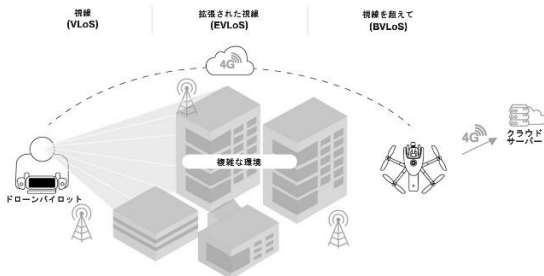 視線
(VLoS)
拡張された視線
(EVLoS)
視線を超えて
(BVLoS)
4G
複雑な環境
ドローンパイロット
4G
クラウド
サーバー